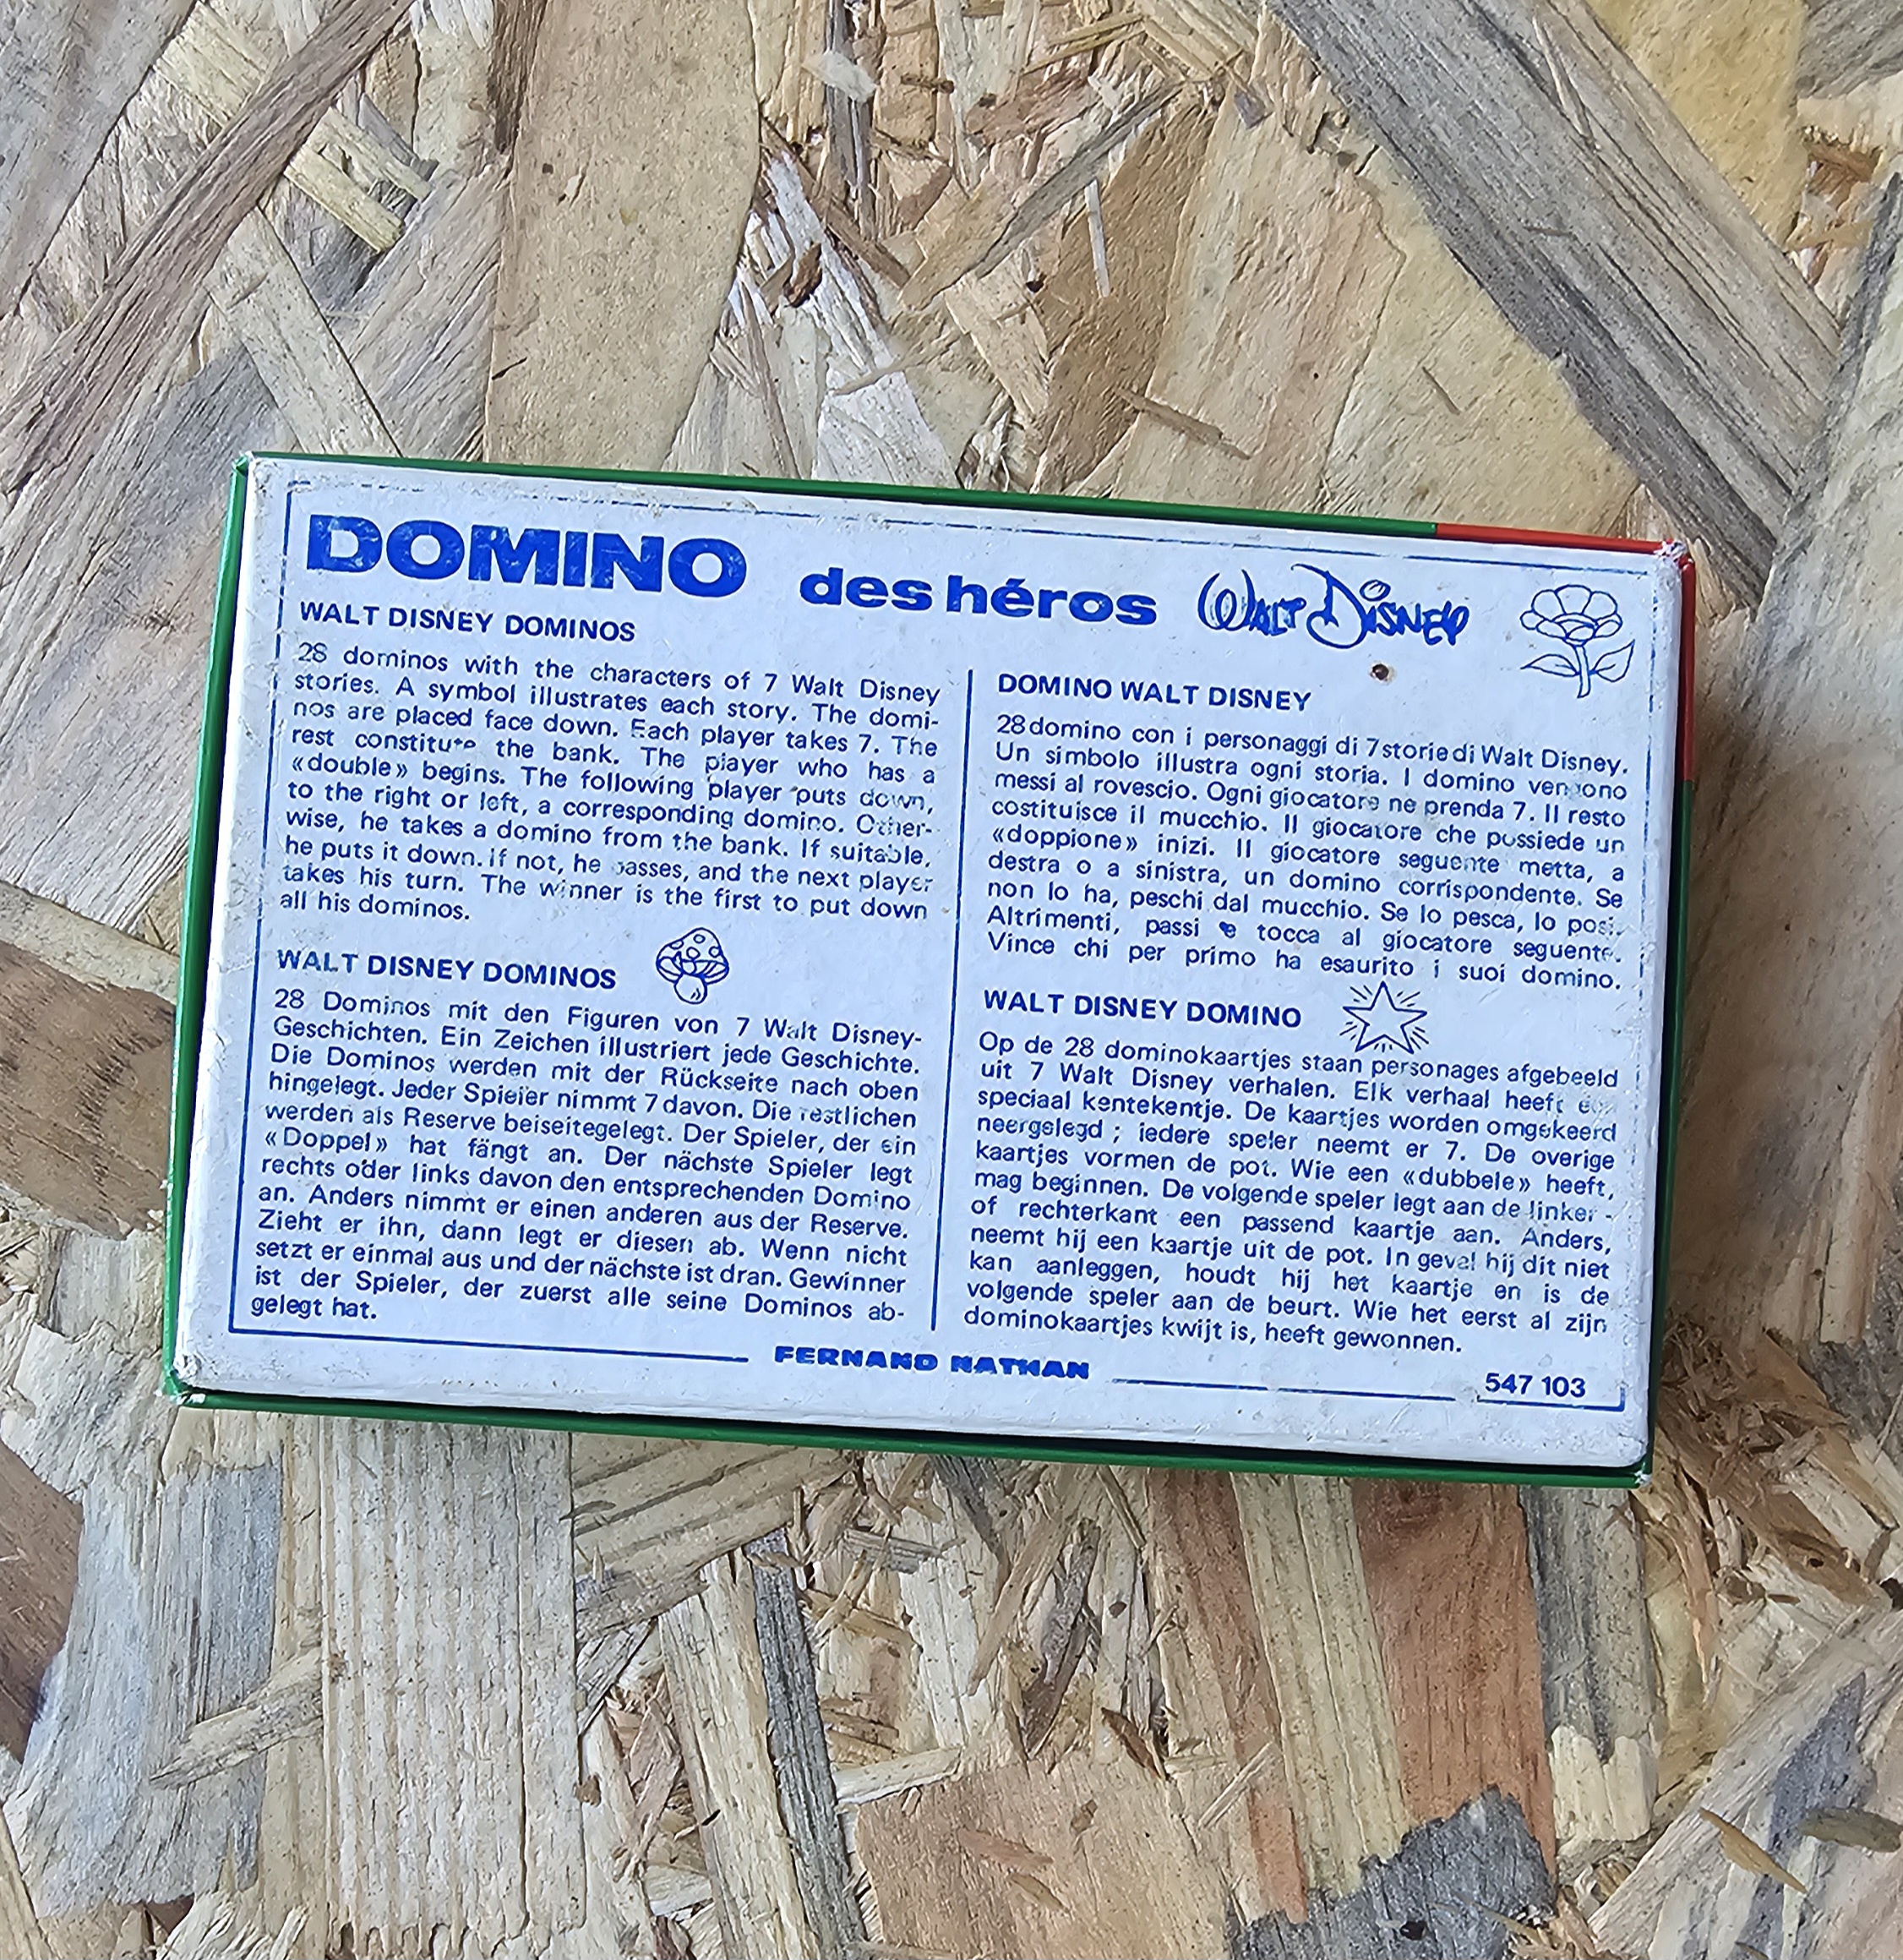 DOMINO des héros WALT DISNEY
WALT DISNEY DOMINOS
28 dominos with the characters of 7 Walt Disney
stories. A symbol illustrates each story. The domi-
nos are placed face down. Each player takes 7. The
rest constitute the bank. The player who has a
«double» begins. The following player puts down,
to the right or left, a corresponding domino. Other-
wise, he takes a domino from the bank. If suitable,
he puts it down. If not, he passes, and the next player
takes his turn. The winner is the first to put down
all his dominos.
WALT DISNEY DOMINOS
28 Dominos mit den Figuren von 7 Walt Disney-
Geschichten. Ein Zeichen illustriert jede Geschichte.
Die Dominos werden mit der Rückseite nach oben
hingelegt. Jeder Spieler nimmt 7 davon. Die restlichen
werden als Reserve beiseitegelegt. Der Spieler, der ein
«Doppel» hat fängt an. Der nächste Spieler legt
rechts oder links davon den entsprechenden Domino
an. Anders nimmt er einen anderen aus der Reserve.
Zieht er ihn, dann legt er diesen ab. Wenn nicht
setzt er einmal aus und der nächste ist dran. Gewinner
ist der Spieler, der zuerst alle seine Dominos ab-
gelegt hat.
DOMINO WALT DISNEY
28 domino con i personaggi di 7 storie di Walt Disney.
Un simbolo illustra ogni storia. I domino vengono
messi al rovescio. Ogni giocatore ne prenda 7. Il resto
costituisce il mucchio. Il giocatore che possiede un
«doppione» inizi. Il giocatore seguente metta, a
destra o a sinistra, un domino corrispondente. Se
non lo ha, peschi dal mucchio. Se lo pesca, lo posi.
Altrimenti, passi e tocca al giocatore seguente.
Vince chi per primo ha esaurito i suoi domino.
WALT DISNEY DOMINO
Op de 28 dominokaartjes staan personages afgebeeld
uit 7 Walt Disney verhalen. Elk verhaal heeft een
speciaal kentekentje. De kaartjes worden omgekeerd
neergelegd ; iedere speler neemt er 7. De overige
kaartjes vormen de pot. Wie een «dubbele» heeft,
mag beginnen. De volgende speler legt aan de linker-
of rechterkant een passend kaartje aan. Anders,
neemt hij een kaartje uit de pot. In geval hij dit niet
kan aanleggen, houdt hij het kaartje en is de
volgende speler aan de beurt. Wie het eerst al zijn
dominokaartjes kwijt is, heeft gewonnen.
FERNAND NATHAN
547 103